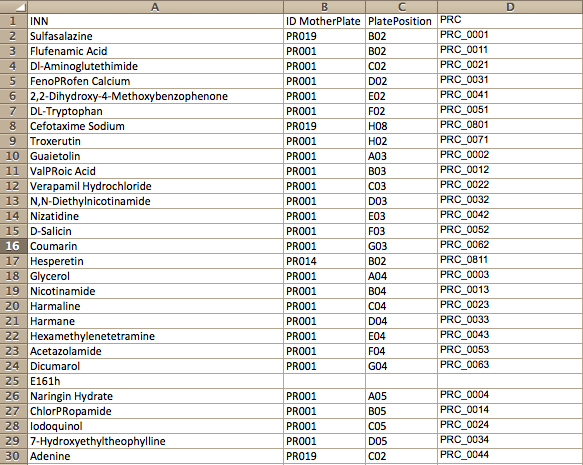 A B C D
1 INN ID MotherPlate PlatePosition PRC
2 Sulfasalazine PR019 B02 PRC_0001
3 Flufenamic Acid PR001 B02 PRC_0011
4 Dl-Aminoglutethimide PR001 C02 PRC_0021
5 FenoPRofen Calcium PR001 D02 PRC_0031
6 2,2-Dihydroxy-4-Methoxybenzophenone PR001 E02 PRC_0041
7 DL-Tryptophan PR001 F02 PRC_0051
8 Cefotaxime Sodium PR019 H08 PRC_0801
9 Troxerutin PR001 H02 PRC_0071
10 Guaietolin PR001 A03 PRC_0002
11 ValPRoic Acid PR001 B03 PRC_0012
12 Verapamil Hydrochloride PR001 C03 PRC_0022
13 N,N-Diethylnicotinamide PR001 D03 PRC_0032
14 Nizatidine PR001 E03 PRC_0042
15 D-Salicin PR001 F03 PRC_0052
16 Coumarin PR001 G03 PRC_0062
17 Hesperetin PR014 B02 PRC_0811
18 Glycerol PR001 A04 PRC_0003
19 Nicotinamide PR001 B04 PRC_0013
20 Harmaline PR001 C04 PRC_0023
21 Harmane PR001 D04 PRC_0033
22 Hexamethylenetetramine PR001 E04 PRC_0043
23 Acetazolamide PR001 F04 PRC_0053
24 Dicumarol PR001 G04 PRC_0063
25 E161h
26 Naringin Hydrate PR001 A05 PRC_0004
27 ChlorPRopamide PR001 B05 PRC_0014
28 Iodoquinol PR001 C05 PRC_0024
29 7-Hydroxyethyltheophylline PR001 D05 PRC_0034
30 Adenine PR019 C02 PRC_0044